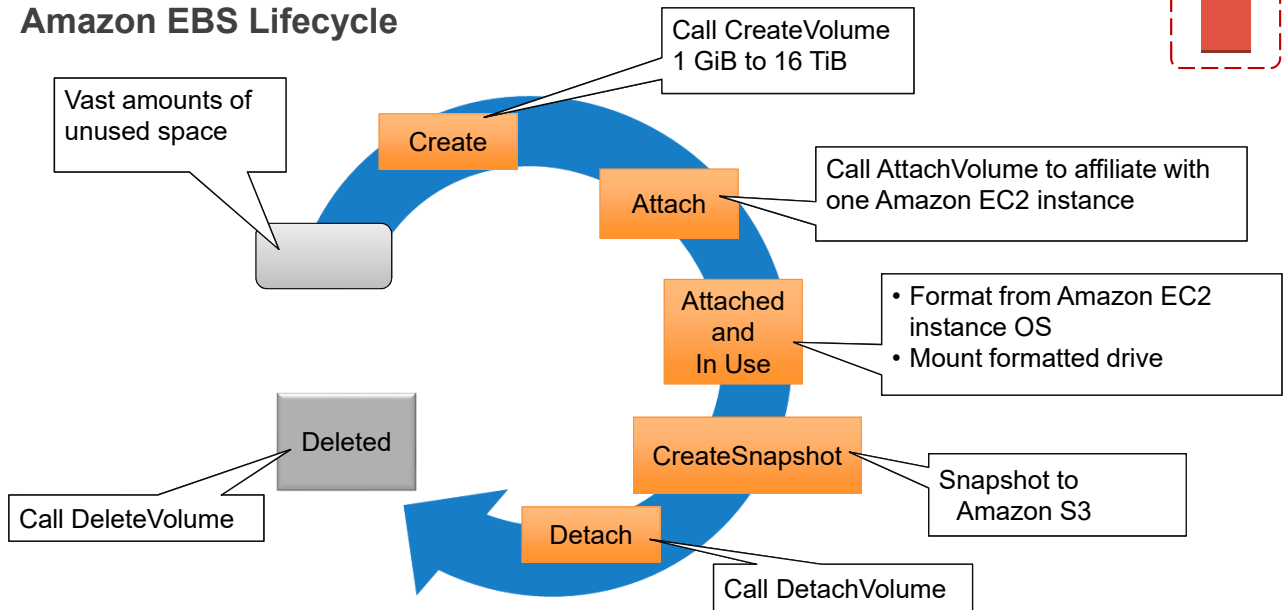 Amazon EBS Lifecycle
Call CreateVolume
1 GiB to 16 TiB
Vast amounts of
unused space
Create
Call AttachVolume to affiliate with
one Amazon EC2 instance
Attach
Attached
and
In Use
• Format from Amazon EC2
instance OS
• Mount formatted drive
Deleted
CreateSnapshot
Snapshot to
Amazon S3
Call DeleteVolume
Detach
Call DetachVolume